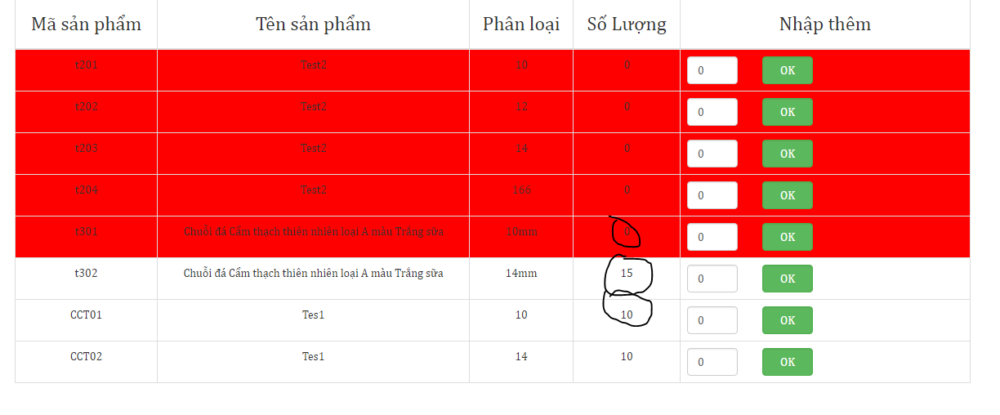 Mã sản phẩm Tên sản phẩm Phân loại Số Lượng Nhập thêm
t201 Test2 10 0 0 OK
t202 Test2 12 0 0 OK
t203 Test2 14 0 0 OK
t204 Test2 166 0 0 OK
t301 Chuỗi đá Cẩm thạch thiên nhiên loại A màu Trắng sữa 10mm 0 0 OK
t302 Chuỗi đá Cẩm thạch thiên nhiên loại A màu Trắng sữa 14mm 15 0 OK
CCT01 Tes1 10 10 0 OK
CCT02 Tes1 14 10 0 OK